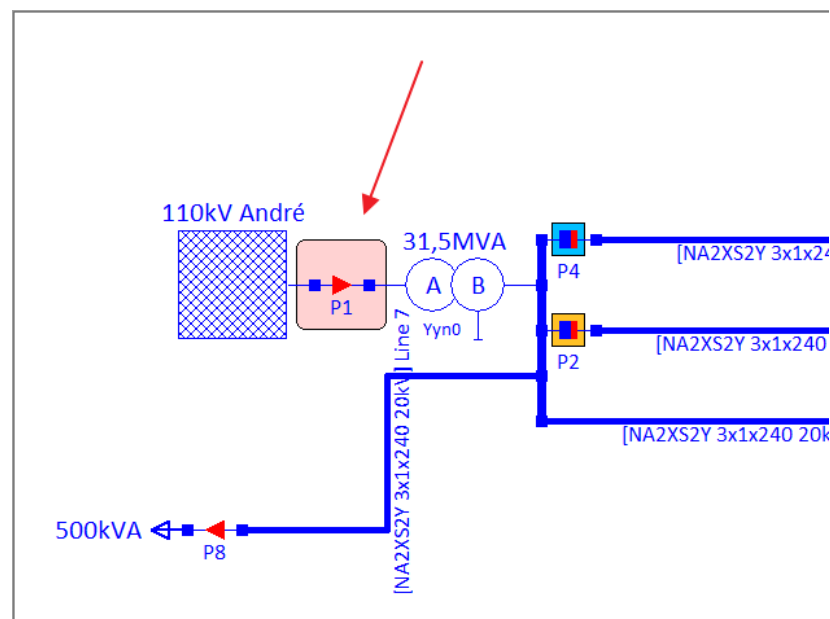 110kV André
P1
31,5MVA
A
B
Yyn0
P4
[NA2XS2Y 3x1x24
P2
[NA2XS2Y 3x1x240
[NA2XS2Y 3x1x240 20k
[NA2XS2Y 3x1x240 20kV] Line 7
500kVA
P8